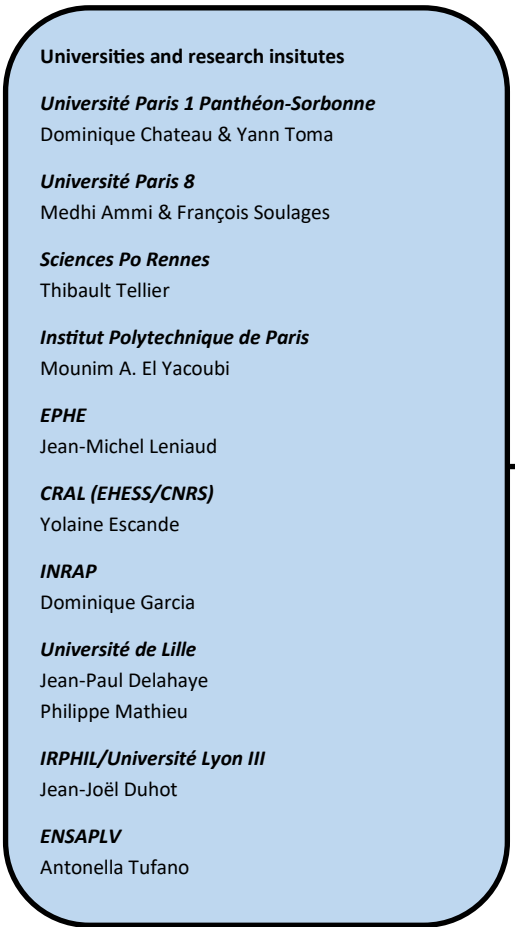 Universities and research insitutes
Université Paris 1 Panthéon-Sorbonne
Dominique Chateau & Yann Toma
Université Paris 8
Medhi Ammi & François Soulages
Sciences Po Rennes
Thibault Tellier
Institut Polytechnique de Paris
Mounim A. El Yacoubi
EPHE
Jean-Michel Leniaud
CRAL (EHESS/CNRS)
Yolaine Escande
INRAP
Dominique Garcia
Université de Lille
Jean-Paul Delahaye
Philippe Mathieu
IRPHIL/Université Lyon III
Jean-Joël Duhot
ENSAPLV
Antonella Tufano